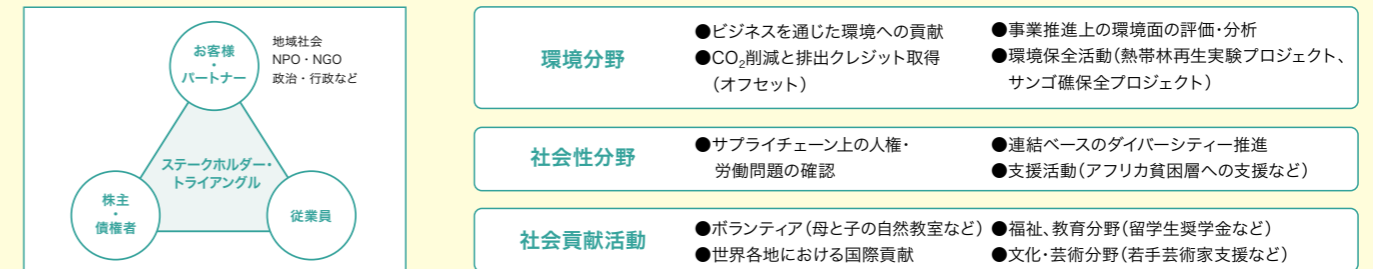 お客様
・
パートナー
地域社会
NPO・NGO
政治・行政など
ステークホルダー・
トライアングル
株主
・
債権者
従業員
環境分野
●ビジネスを通じた環境への貢献
●CO₂削減と排出クレジット取得
（オフセット）
●事業推進上の環境面の評価・分析
●環境保全活動（熱帯林再生実験プロジェクト、
サンゴ礁保全プロジェクト）
社会性分野
●サプライチェーン上の人権・
労働問題の確認
●連結ベースのダイバーシティー推進
●支援活動（アフリカ貧困層への支援など）
社会貢献活動
●ボランティア（母と子の自然教室など）
●世界各地における国際貢献
●福祉、教育分野（留学生奨学金など）
●文化・芸術分野（若手芸術家支援など）